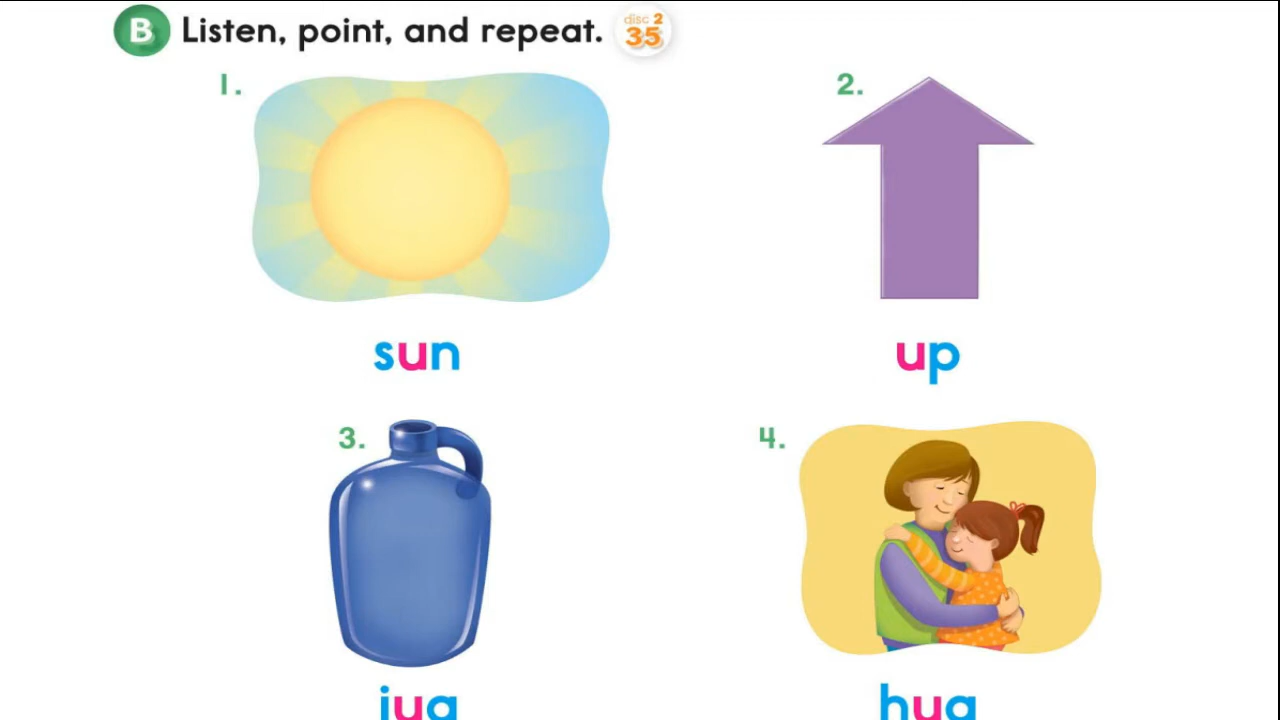 B Listen, point, and repeat. disc 2 35
1.
2.
sun
up
3.
4.
jug
hug